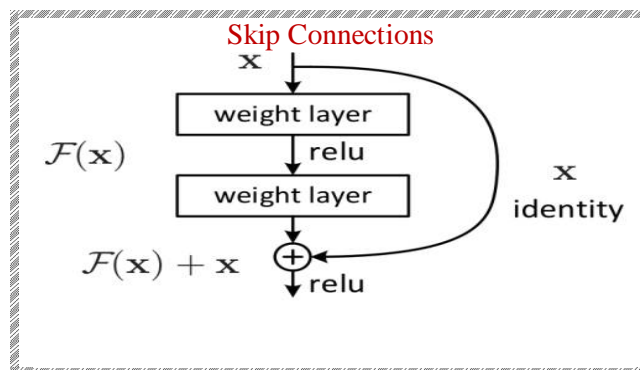 Skip Connections
x
weight layer
F(x)
relu
x
weight layer
identity
F(x) + x
+
relu